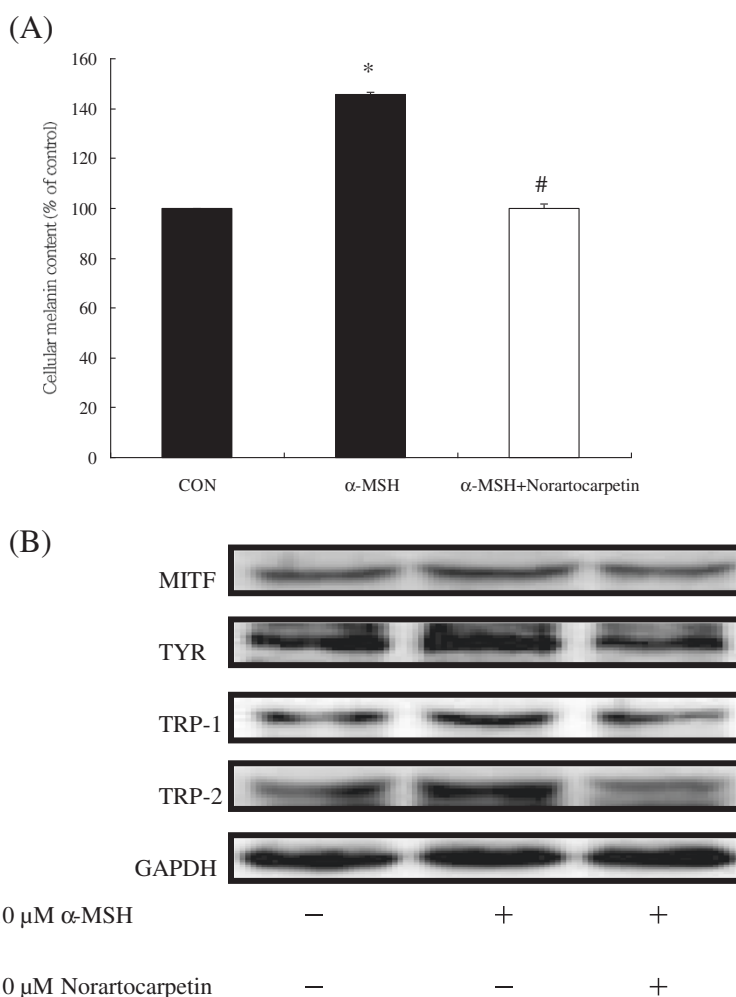 (A)
160
*
140
120
#
100
80
60
40
20
0
Cellular melanin content (% of control)
CON α-MSH α-MSH+Norartocarpetin
(B)
MITF
TYR
TRP-1
TRP-2
GAPDH
0 µM α-MSH − + +
0 µM Norartocarpetin − − +